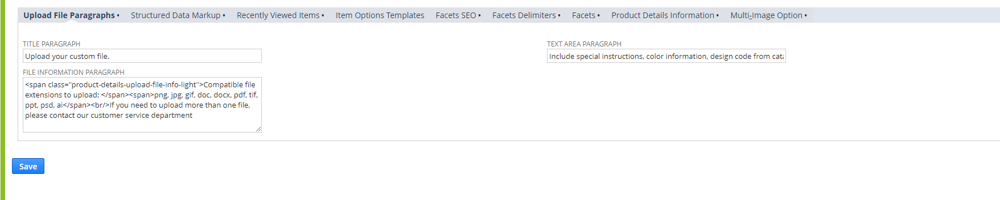 Upload File Paragraphs • Structured Data Markup • Recently Viewed Items • Item Options Templates Facets SEO • Facets Delimiters • Facets • Product Details Information • Multi-Image Option •
TITLE PARAGRAPH
Upload your custom file.
TEXT AREA PARAGRAPH
Include special instructions, color information, design code from cata
FILE INFORMATION PARAGRAPH
<span class="product-details-upload-file-info-light">Compatible file
extensions to upload: </span><span>png, jpg, gif, doc, docx, pdf, tif,
ppt, psd, ai</span><br/>If you need to upload more than one file,
please contact our customer service department
Save